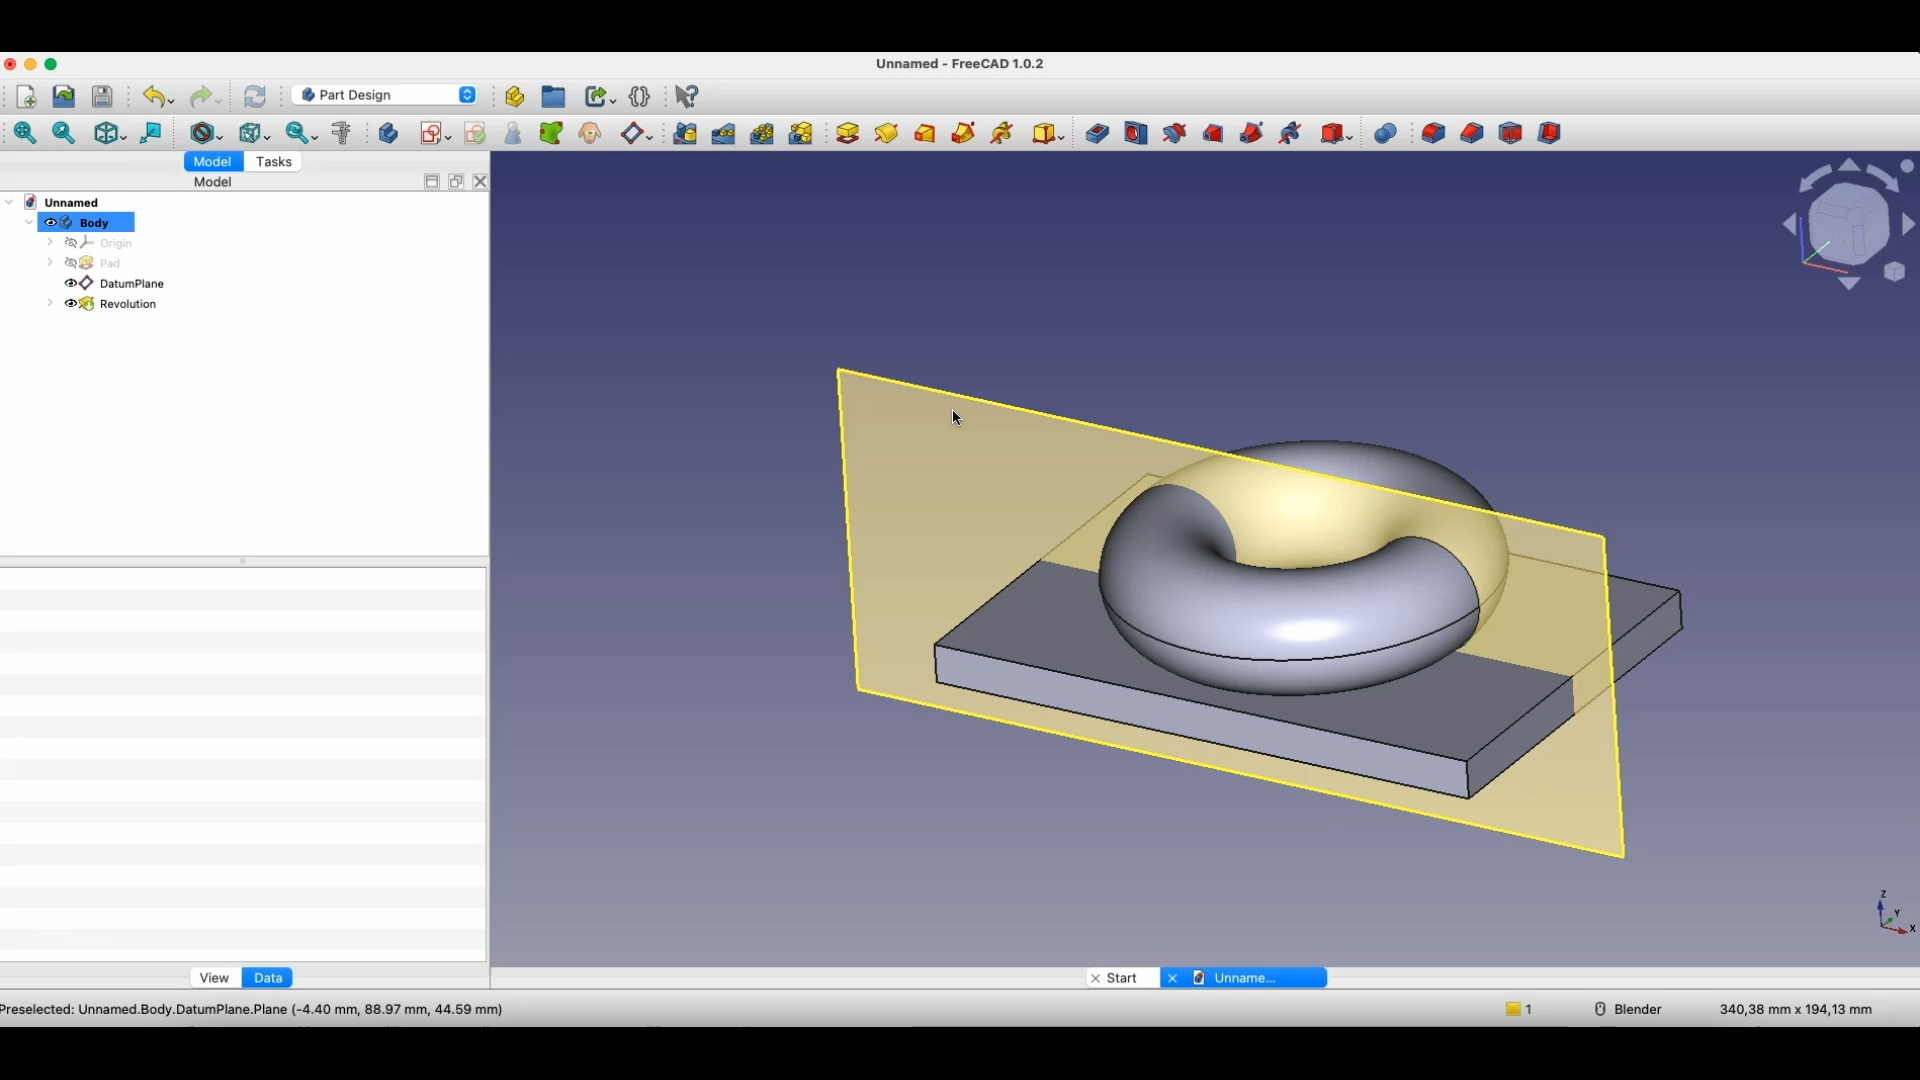 Unnamed - FreeCAD 1.0.2
Part Design
Model
Tasks
Model
Unnamed
Body
Origin
Pad
DatumPlane
Revolution
Z
Y
X
View
Data
Start
Unname...
Preselected: Unnamed.Body.DatumPlane.Plane (-4.40 mm, 88.97 mm, 44.59 mm)
1
Blender
340,38 mm x 194,13 mm